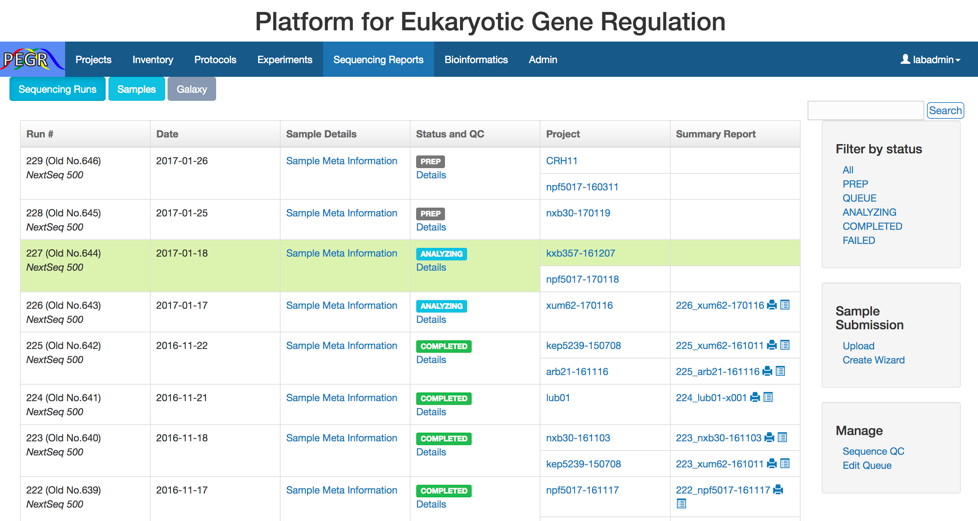 Platform for Eukaryotic Gene Regulation
PEGR Projects Inventory Protocols Experiments Sequencing Reports Bioinformatics Admin labadmin
Sequencing Runs Samples Galaxy
Search
Run # Date Sample Details Status and QC Project Summary Report
229 (Old No.646) 2017-01-26 Sample Meta Information PREP CRH11
NextSeq 500 Details
npf5017-160311
228 (Old No.645) 2017-01-25 Sample Meta Information PREP nxb30-170119
NextSeq 500 Details
227 (Old No.644) 2017-01-18 Sample Meta Information ANALYZING kxb357-161207
NextSeq 500 Details
npf5017-170118
226 (Old No.643) 2017-01-17 Sample Meta Information ANALYZING xum62-170116 226_xum62-170116
NextSeq 500 Details
225 (Old No.642) 2016-11-22 Sample Meta Information COMPLETED kep5239-150708 225_xum62-161011
NextSeq 500 Details
arb21-161116 225_arb21-161116
224 (Old No.641) 2016-11-21 Sample Meta Information COMPLETED lub01 224_lub01-x001
NextSeq 500 Details
223 (Old No.640) 2016-11-18 Sample Meta Information COMPLETED nxb30-161103 223_nxb30-161103
NextSeq 500 Details
kep5239-150708 223_xum62-161011
222 (Old No.639) 2016-11-17 Sample Meta Information COMPLETED npf5017-161117 222_npf5017-161117
NextSeq 500 Details
Filter by status
All
PREP
QUEUE
ANALYZING
COMPLETED
FAILED
Sample
Submission
Upload
Create Wizard
Manage
Sequence QC
Edit Queue